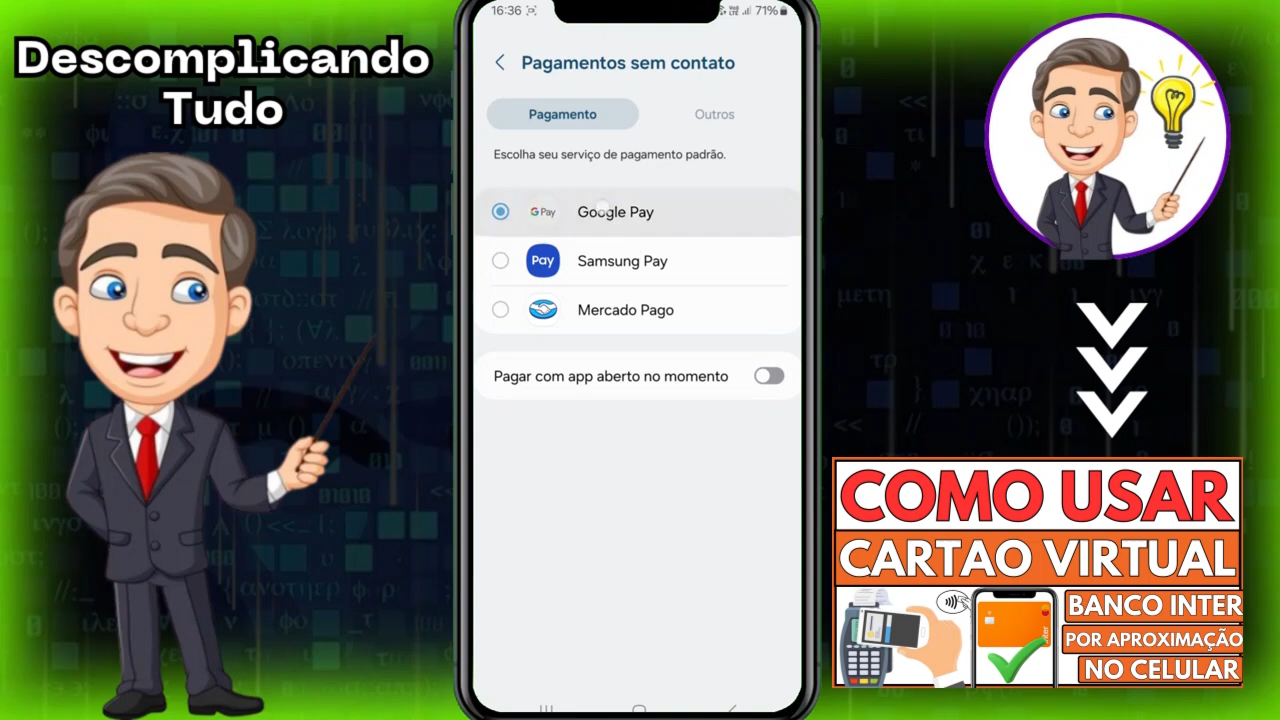 Descomplicando
Tudo
16:36
71%
Pagamentos sem contato
Pagamento
Outros
Escolha seu serviço de pagamento padrão.
G Pay
Google Pay
Pay
Samsung Pay
Mercado Pago
Pagar com app aberto no momento
COMO USAR
CARTAO VIRTUAL
BANCO INTER
POR APROXIMAÇÃO
NO CELULAR
inter